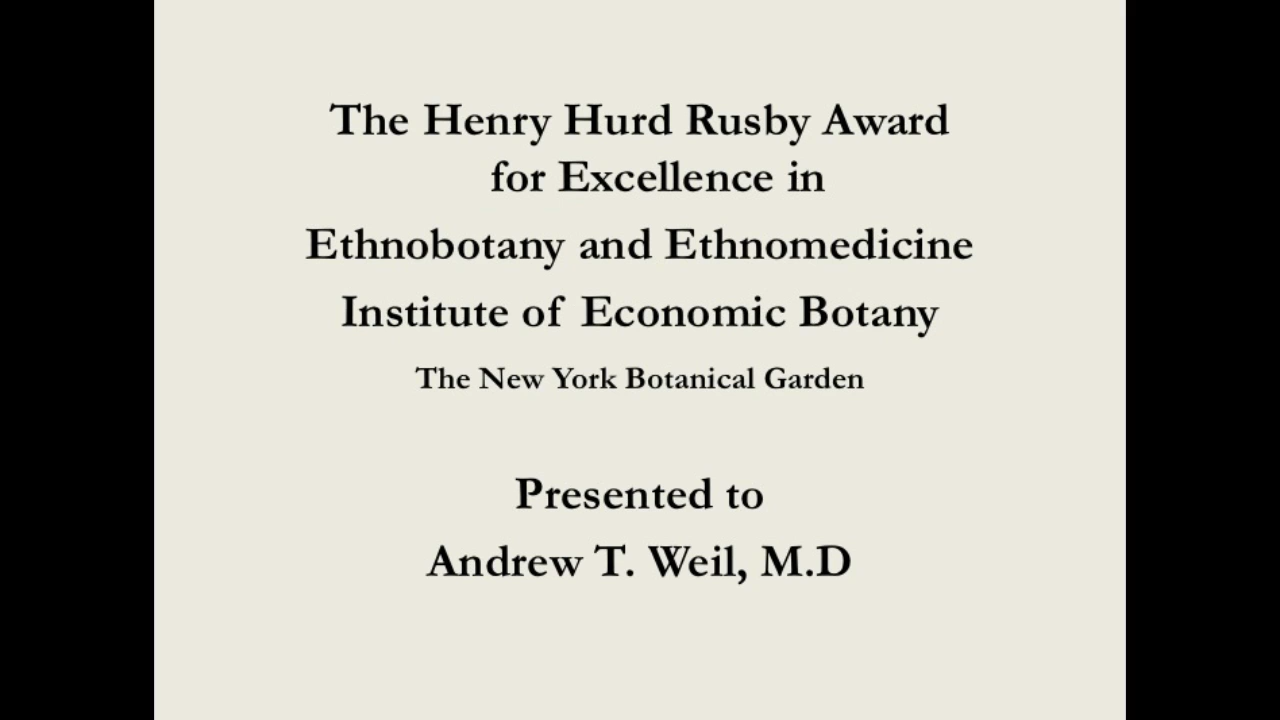 The Henry Hurd Rusby Award
for Excellence in
Ethnobotany and Ethnomedicine
Institute of Economic Botany
The New York Botanical Garden
Presented to
Andrew T. Weil, M.D